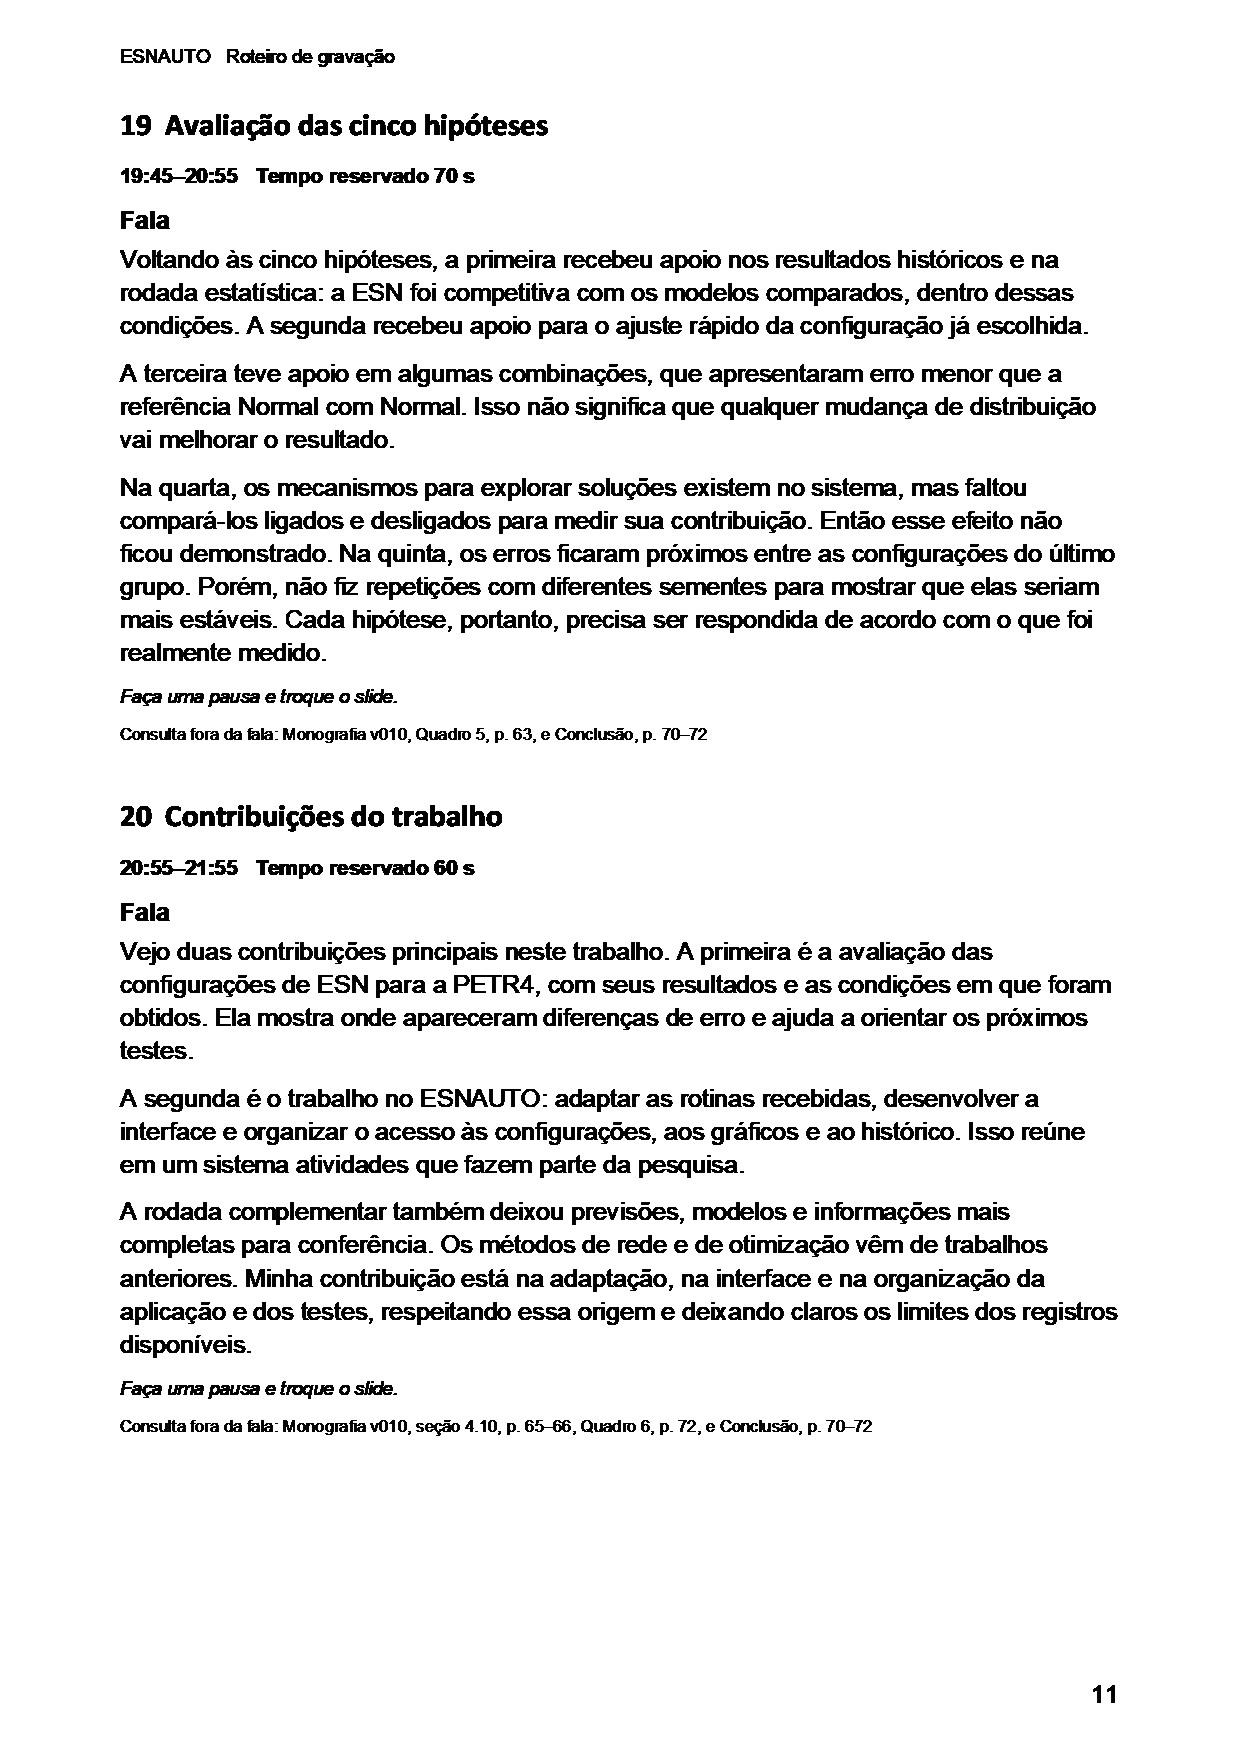 ESNAUTO Roteiro de gravação
19 Avaliação das cinco hipóteses
19:45–20:55 Tempo reservado 70 s
Fala
Voltando às cinco hipóteses, a primeira recebeu apoio nos resultados históricos e na
rodada estatística: a ESN foi competitiva com os modelos comparados, dentro dessas
condições. A segunda recebeu apoio para o ajuste rápido da configuração já escolhida.
A terceira teve apoio em algumas combinações, que apresentaram erro menor que a
referência Normal com Normal. Isso não significa que qualquer mudança de distribuição
vai melhorar o resultado.
Na quarta, os mecanismos para explorar soluções existem no sistema, mas faltou
compará-los ligados e desligados para medir sua contribuição. Então esse efeito não
ficou demonstrado. Na quinta, os erros ficaram próximos entre as configurações do último
grupo. Porém, não fiz repetições com diferentes sementes para mostrar que elas seriam
mais estáveis. Cada hipótese, portanto, precisa ser respondida de acordo com o que foi
realmente medido.
Faça uma pausa e troque o slide.
Consulta fora da fala: Monografia v010, Quadro 5, p. 63, e Conclusão, p. 70–72
20 Contribuições do trabalho
20:55–21:55 Tempo reservado 60 s
Fala
Vejo duas contribuições principais neste trabalho. A primeira é a avaliação das
configurações de ESN para a PETR4, com seus resultados e as condições em que foram
obtidos. Ela mostra onde apareceram diferenças de erro e ajuda a orientar os próximos
testes.
A segunda é o trabalho no ESNAUTO: adaptar as rotinas recebidas, desenvolver a
interface e organizar o acesso às configurações, aos gráficos e ao histórico. Isso reúne
em um sistema atividades que fazem parte da pesquisa.
A rodada complementar também deixou previsões, modelos e informações mais
completas para conferência. Os métodos de rede e de otimização vêm de trabalhos
anteriores. Minha contribuição está na adaptação, na interface e na organização da
aplicação e dos testes, respeitando essa origem e deixando claros os limites dos registros
disponíveis.
Faça uma pausa e troque o slide.
Consulta fora da fala: Monografia v010, seção 4.10, p. 65–66, Quadro 6, p. 72, e Conclusão, p. 70–72
11